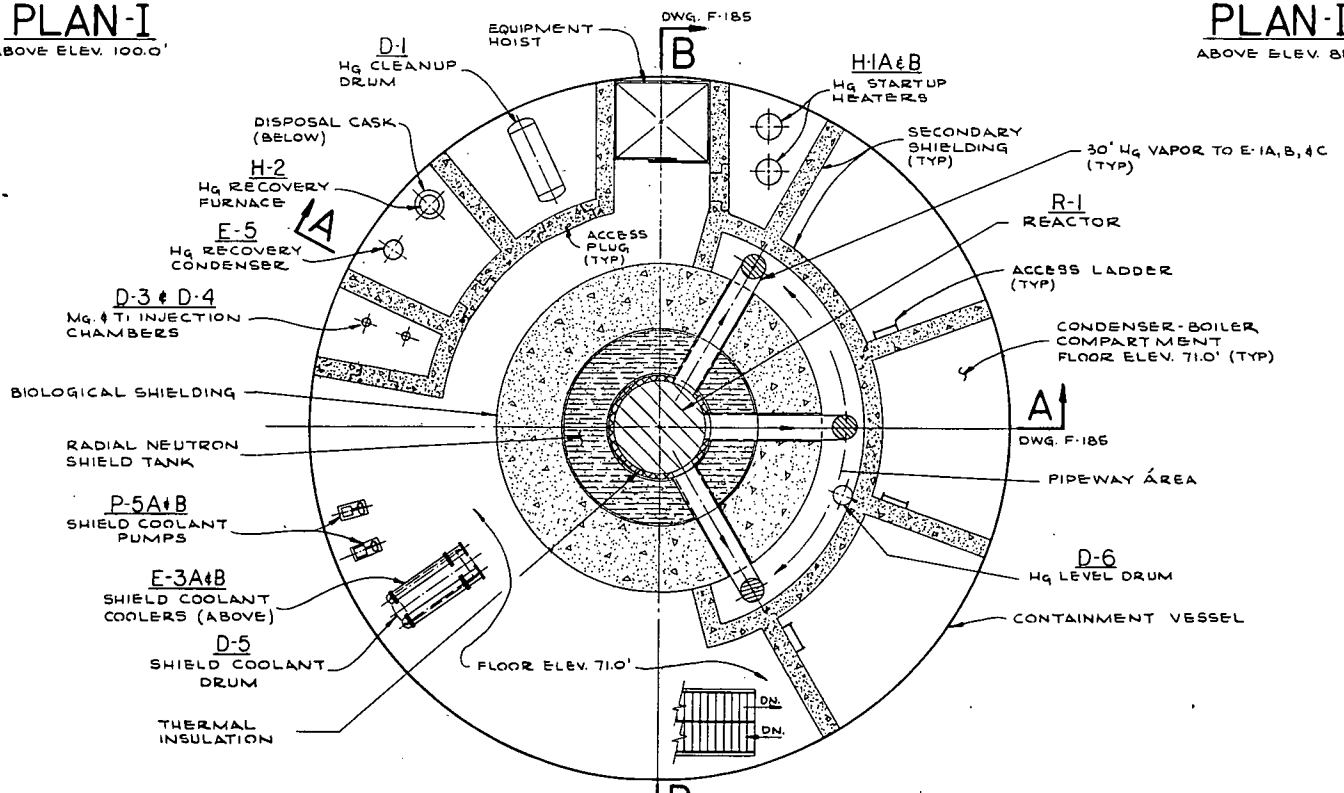 PLAN-I
ABOVE ELEV. 100.0'
PLAN-I
ABOVE ELEV. 8
DWG. F-185
B
EQUIPMENT
HOIST
D-1
Hg CLEANUP
DRUM
H-1A&B
Hg STARTUP
HEATERS
DISPOSAL CASK
(BELOW)
SECONDARY
SHIELDING
(TYP)
30" Hg VAPOR TO E-1A, B, & C
(TYP)
H-2
Hg RECOVERY
FURNACE
A
R-1
REACTOR
E-5
Hg RECOVERY
CONDENSER
ACCESS
PLUG
(TYP)
ACCESS LADDER
(TYP)
D-3 & D-4
MG. & TI INJECTION
CHAMBERS
CONDENSER-BOILER
COMPARTMENT
FLOOR ELEV. 71.0' (TYP)
BIOLOGICAL SHIELDING
A
DWG. F-185
RADIAL NEUTRON
SHIELD TANK
PIPEWAY ÁREA
P-5A&B
SHIELD COOLANT
PUMPS
D-6
Hg LEVEL DRUM
E-3A&B
SHIELD COOLANT
COOLERS (ABOVE)
CONTAINMENT VESSEL
D-5
SHIELD COOLANT
DRUM
FLOOR ELEV. 71.0'
THERMAL
INSULATION
DN.
DN.